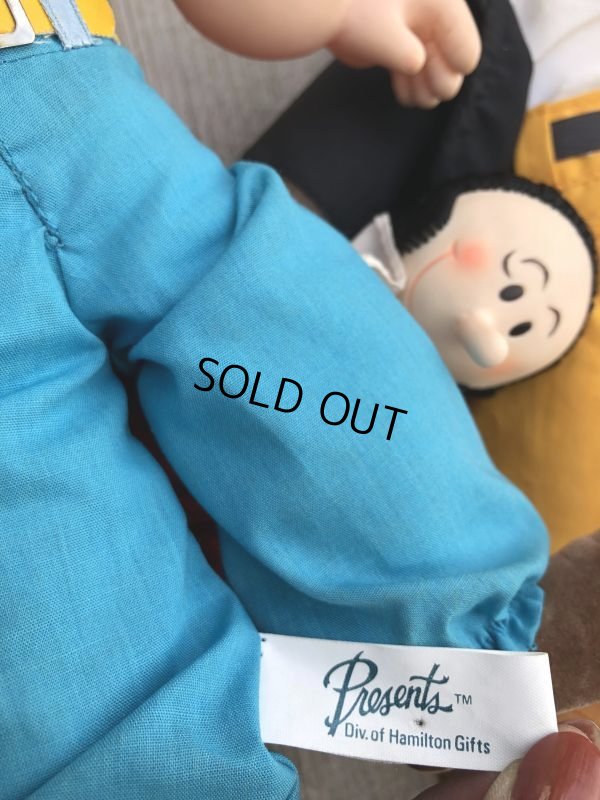 SOLD OUT
Presents™
Div. of Hamilton Gifts